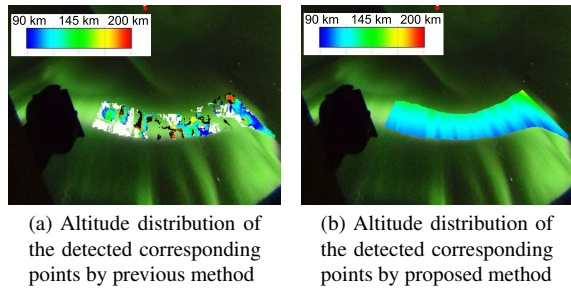 90 km 145 km 200 km
90 km 145 km 200 km
(a) Altitude distribution of
the detected corresponding
points by previous method
(b) Altitude distribution of
the detected corresponding
points by proposed method